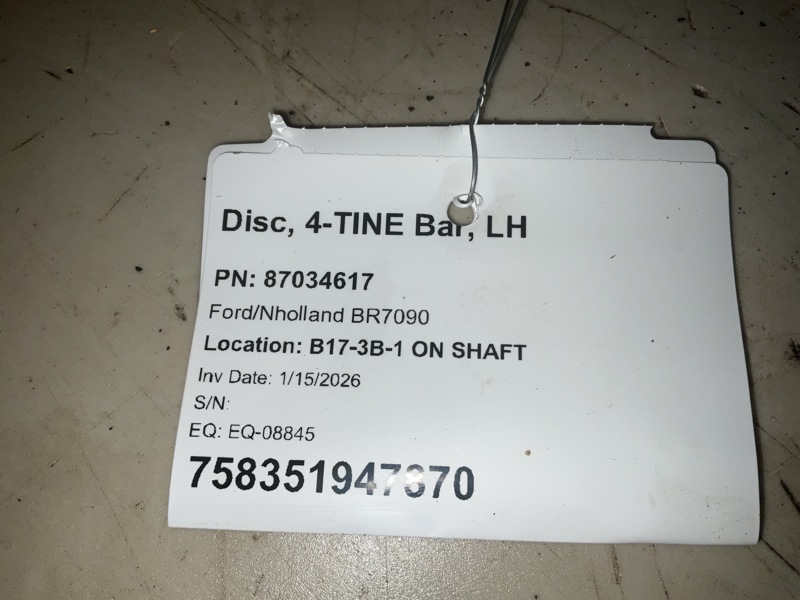 Disc, 4-TINE Bar, LH
PN: 87034617
Ford/Nholland BR7090
Location: B17-3B-1 ON SHAFT
Inv Date: 1/15/2026
S/N:
EQ: EQ-08845
758351947870